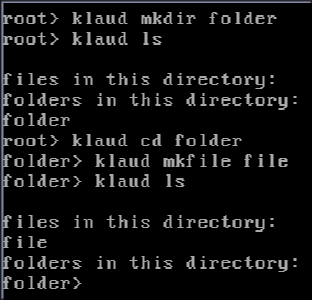 root> klaud mkdir folder
root> klaud ls
files in this directory:
folders in this directory:
folder
root> klaud cd folder
folder> klaud mkfile file
folder> klaud ls
files in this directory:
file
folders in this directory:
folder>